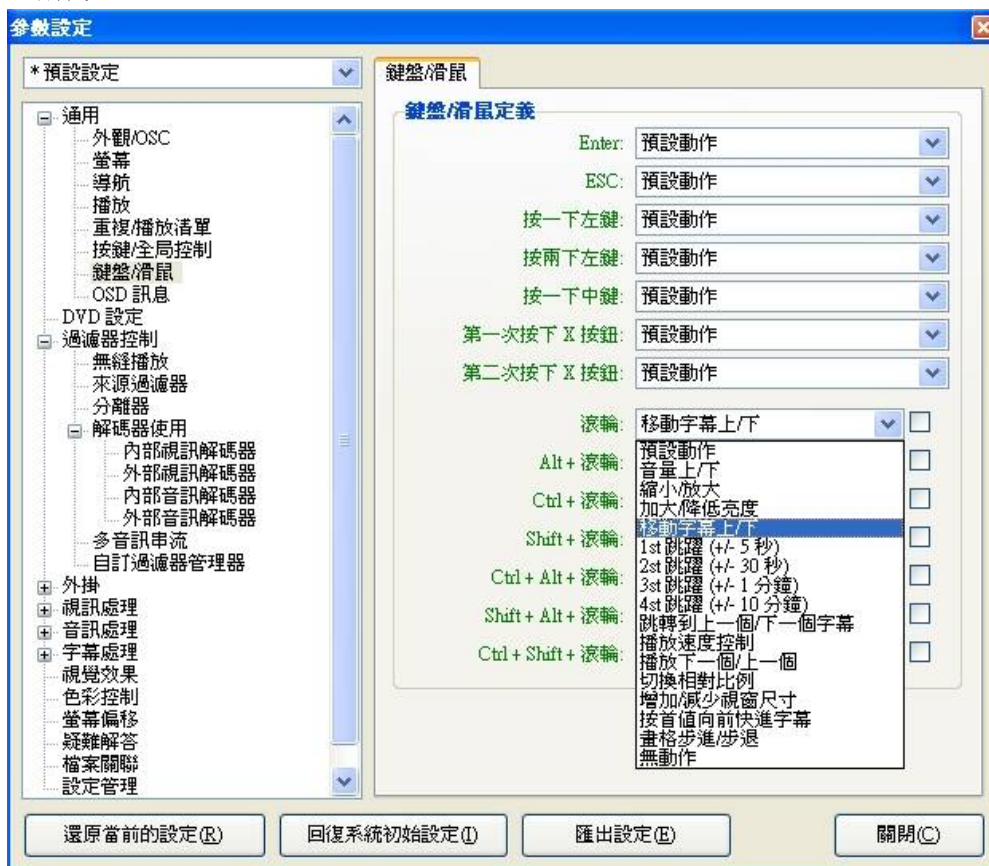 參數設定
*預設設定
通用
外觀/OSC
螢幕
導航
播放
重複/播放清單
按鍵/全局控制
鍵盤/滑鼠
OSD 訊息
DVD 設定
過濾器控制
無縫播放
來源過濾器
分離器
解碼器使用
內部視訊解碼器
外部視訊解碼器
內部音訊解碼器
外部音訊解碼器
多音訊串流
自訂過濾器管理器
外掛
視訊處理
音訊處理
字幕處理
視覺效果
色彩控制
螢幕偏移
疑難解答
檔案關聯
設定管理
鍵盤/滑鼠
鍵盤/滑鼠定義
Enter: 預設動作
ESC: 預設動作
按一下左鍵: 預設動作
按兩下左鍵: 預設動作
按一下中鍵: 預設動作
第一次按下 X 按鈕: 預設動作
第二次按下 X 按鈕: 預設動作
滾輪: 移動字幕上/下
Alt + 滾輪:
Ctrl + 滾輪:
Shift + 滾輪:
Ctrl + Alt + 滾輪:
Shift + Alt + 滾輪:
Ctrl + Shift + 滾輪:
預設動作
音量上/下
縮小/放大
加大/降低亮度
移動字幕上/下
1st 跳躍 (+/- 5 秒)
2st 跳躍 (+/- 30 秒)
3st 跳躍 (+/- 1 分鐘)
4st 跳躍 (+/- 10 分鐘)
跳轉到上一個/下一個字幕
播放速度控制
播放下一個/上一個
切換相對比例
增加/減少視窗尺寸
按首値向前快進字幕
畫格步進/步退
無動作
還原當前的設定(R)
回復系統初始設定(I)
匯出設定(E)
關閉(C)